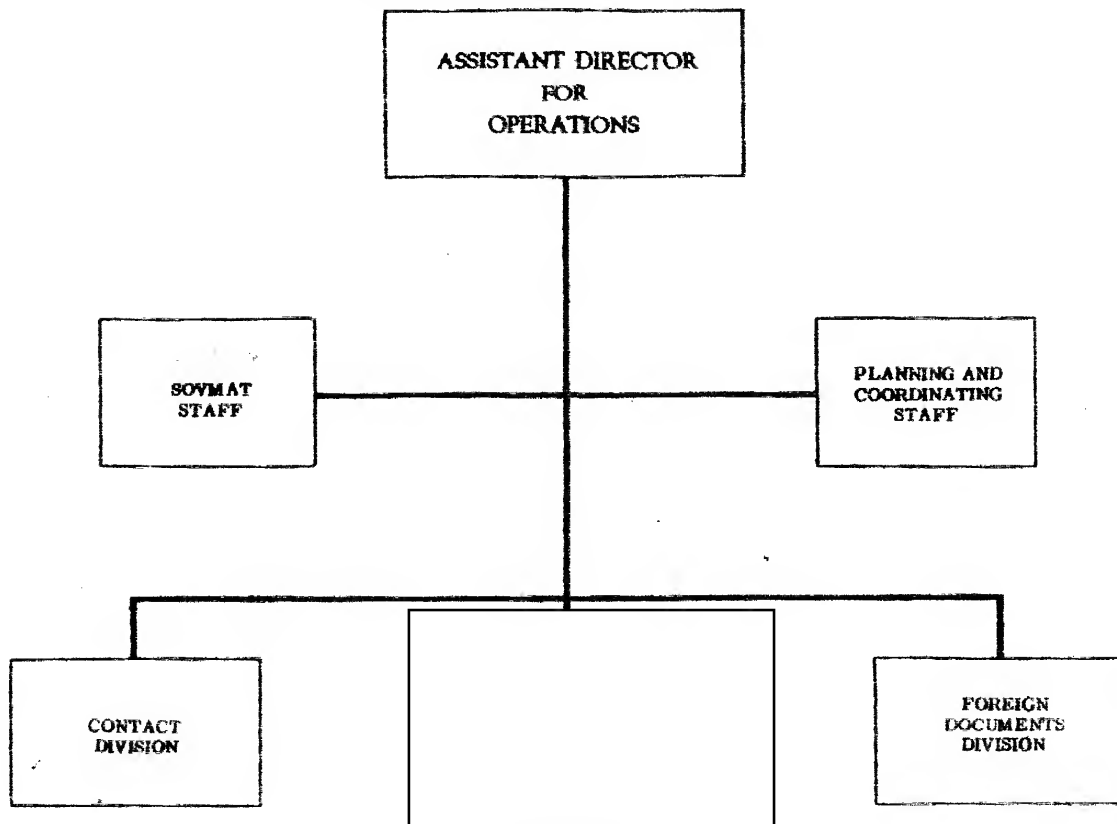 ASSISTANT DIRECTOR
FOR
OPERATIONS
SOVMAT
STAFF
PLANNING AND
COORDINATING
STAFF
CONTACT
DIVISION
FOREIGN
DOCUMENTS
DIVISION